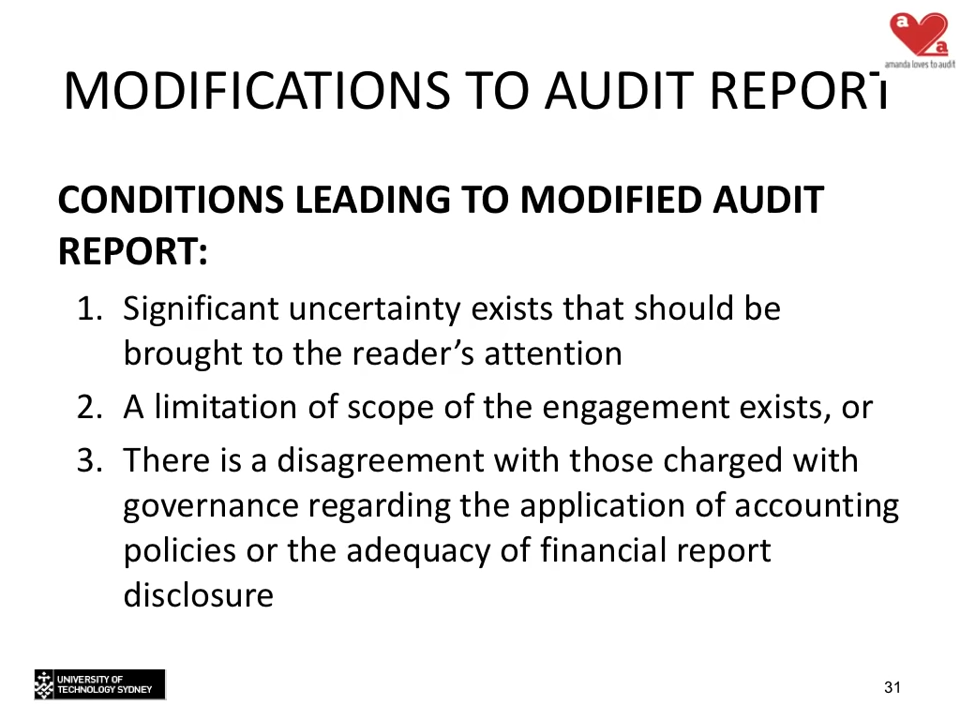 a
a
amanda loves to audit
MODIFICATIONS TO AUDIT REPORT
CONDITIONS LEADING TO MODIFIED AUDIT
REPORT:
1. Significant uncertainty exists that should be
brought to the reader’s attention
2. A limitation of scope of the engagement exists, or
3. There is a disagreement with those charged with
governance regarding the application of accounting
policies or the adequacy of financial report
disclosure
UNIVERSITY OF
TECHNOLOGY SYDNEY
31